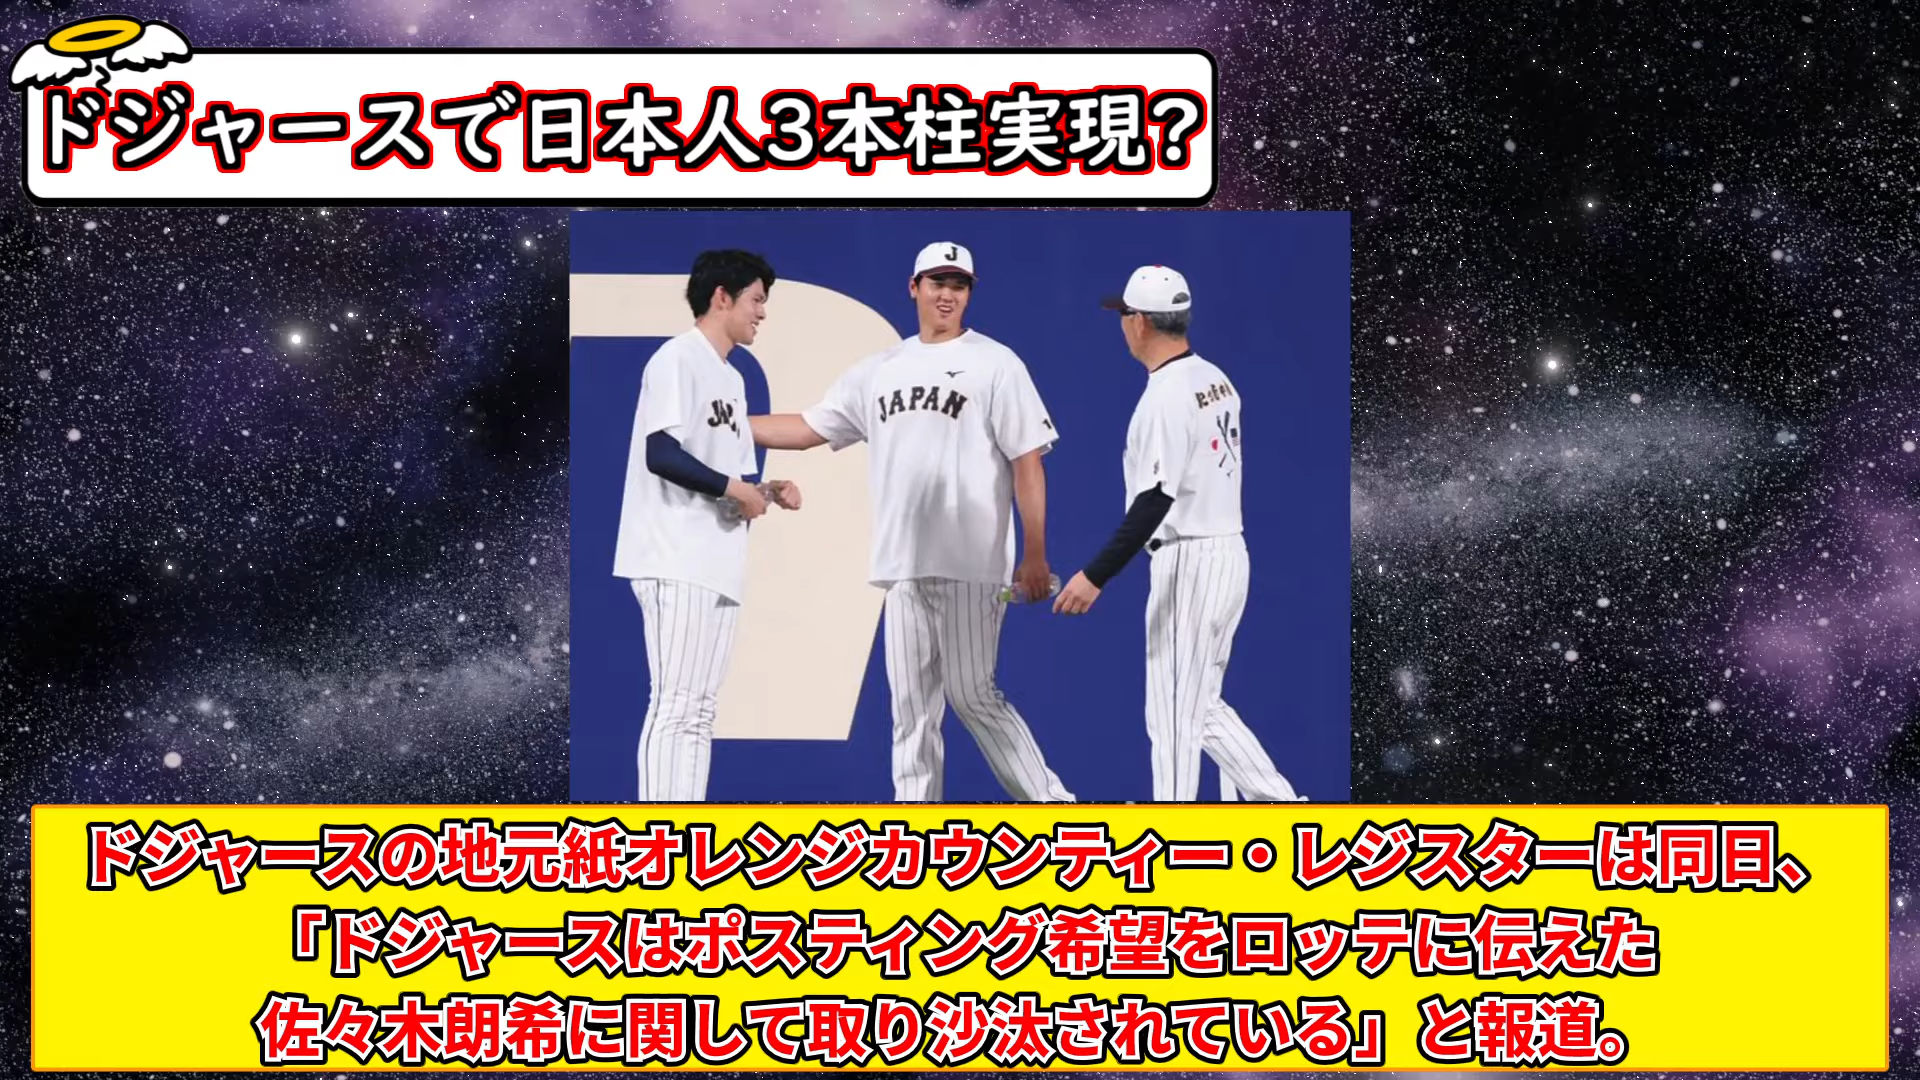 ドジャースで日本人3本柱実現?
J
JAPAN
ドジャースの地元紙オレンジカウンティー・レジスターは同日、
「ドジャースはポスティング希望をロッテに伝えた
佐々木朗希に関して取り沙汰されている」と報道。